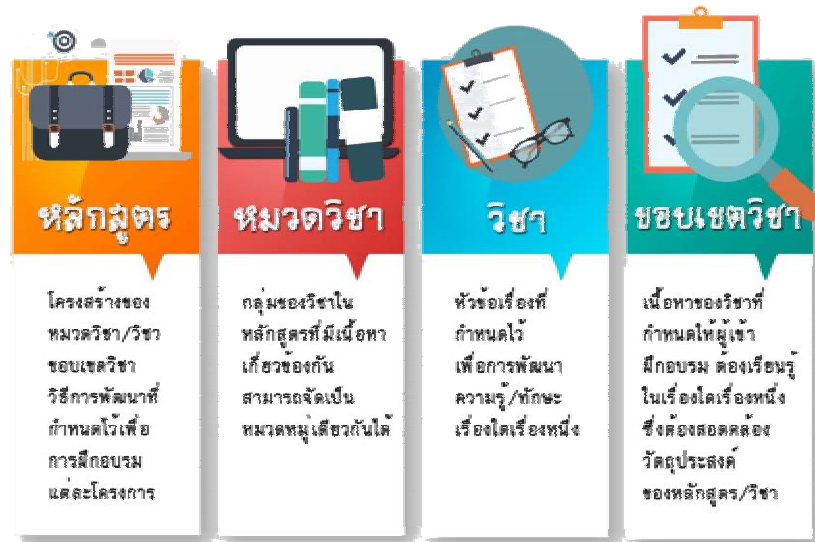 หลักสูตร
โครงสร้างของ
หมวดวิชา/วิชา
ขอบเขตวิชา
วิธีการพัฒนาที่
กำหนดไว้เพื่อ
การฝึกอบรม
แต่ละโครงการ
หมวดวิชา
กลุ่มของวิชาใน
หลักสูตรที่มีเนื้อหา
เกี่ยวข้องกัน
สามารถจัดเป็น
หมวดหมู่เดียวกันได้
วิชา
หัวข้อเรื่องที่
กำหนดไว้
เพื่อการพัฒนา
ความรู้/ทักษะ
เรื่องใดเรื่องหนึ่ง
ขอบเขตวิชา
เนื้อหาของวิชาที่
กำหนดให้ผู้เข้า
ฝึกอบรม ต้องเรียนรู้
ในเรื่องใดเรื่องหนึ่ง
ซึ่งต้องสอดคล้อง
วัตถุประสงค์
ของหลักสูตร/วิชา